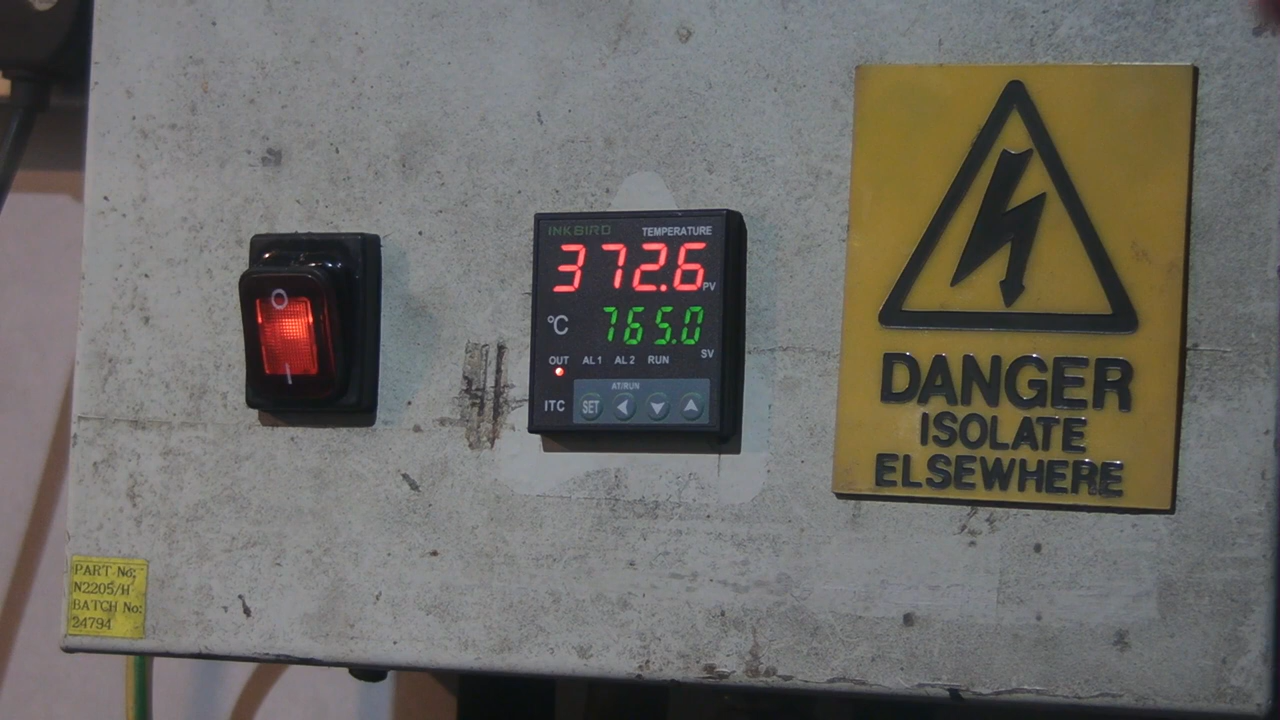 INKBIRD
TEMPERATURE
372.6
PV
°C
765.0
SV
OUT AL1 AL2 RUN
AT/RUN
ITC SET
O
I
DANGER
ISOLATE
ELSEWHERE
PART No:
N2205/H
BATCH No:
24794